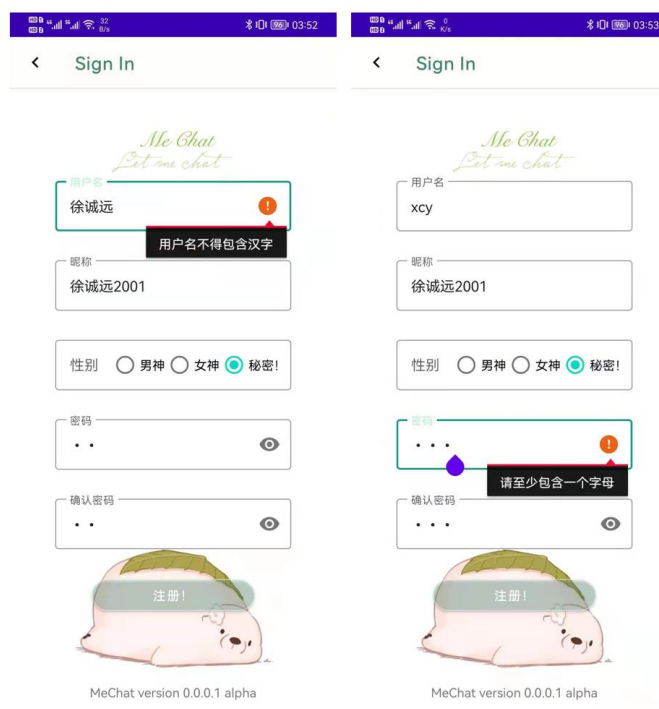 32 B/s 96 03:52
Sign In
Me Chat
Let me chat
用户名
徐诚远
用户名不得包含汉字
昵称
徐诚远2001
性别 男神 女神 秘密!
密码
确认密码
注册!
MeChat version 0.0.0.1 alpha
0 K/s 96 03:53
Sign In
Me Chat
Let me chat
用户名
xcy
昵称
徐诚远2001
性别 男神 女神 秘密!
密码
请至少包含一个字母
确认密码
注册!
MeChat version 0.0.0.1 alpha